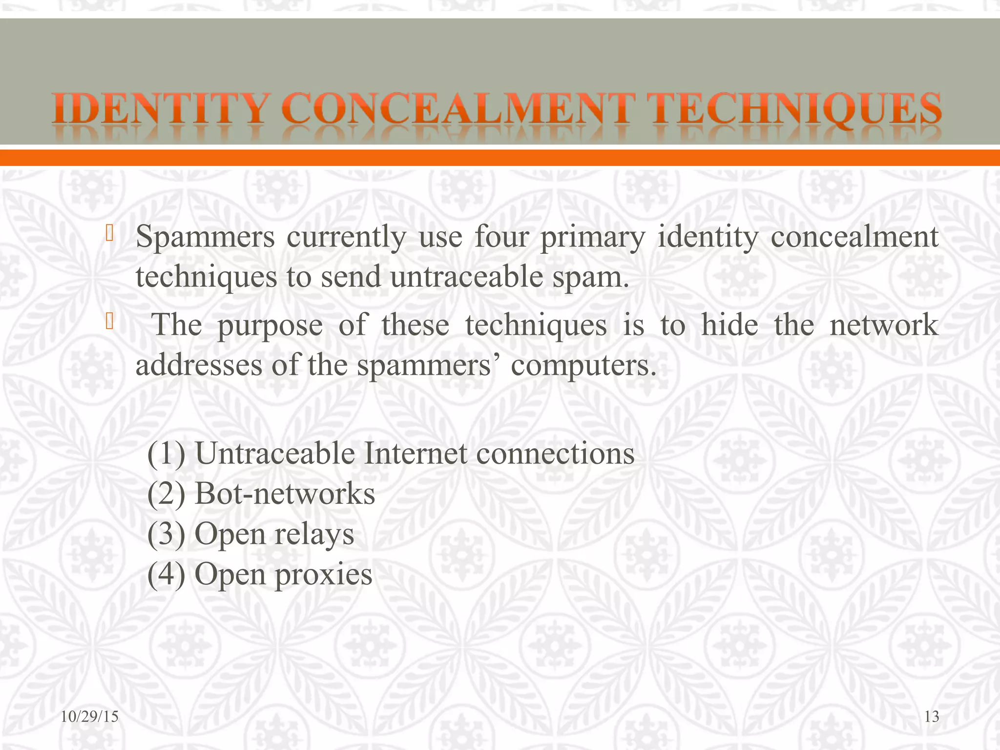 IDENTITY CONCEALMENT TECHNIQUES
Spammers currently use four primary identity concealment
techniques to send untraceable spam.
The purpose of these techniques is to hide the network
addresses of the spammers’ computers.
(1) Untraceable Internet connections
(2) Bot-networks
(3) Open relays
(4) Open proxies
10/29/15
13